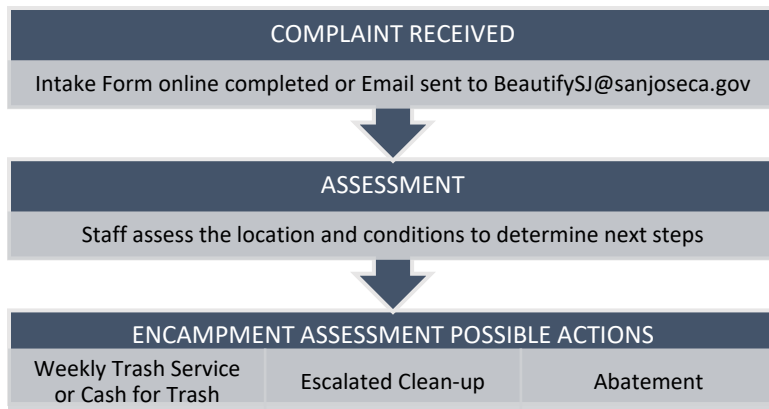 COMPLAINT RECEIVED
Intake Form online completed or Email sent to BeautifySJ@sanjoseca.gov
ASSESSMENT
Staff assess the location and conditions to determine next steps
ENCAMPMENT ASSESSMENT POSSIBLE ACTIONS
Weekly Trash Service
or Cash for Trash
Escalated Clean-up
Abatement